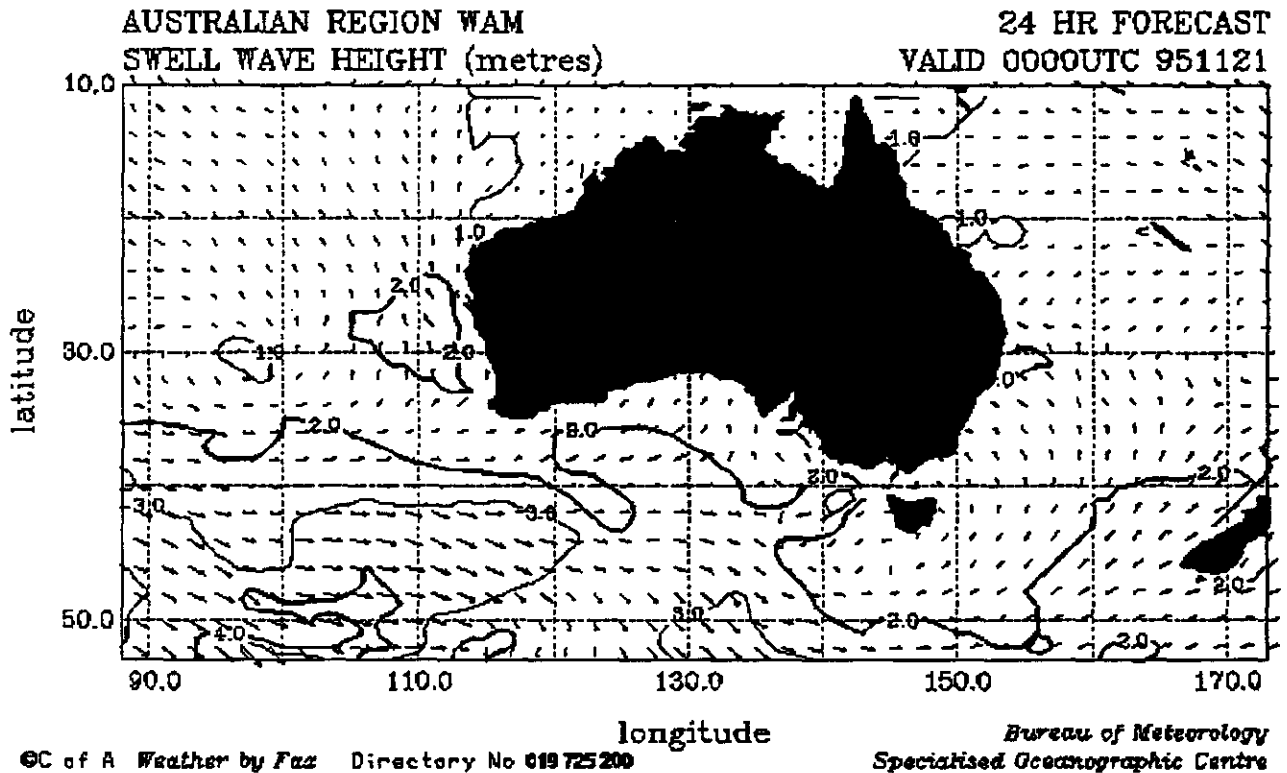 AUSTRALIAN REGION WAM
SWELL WAVE HEIGHT (metres)
24 HR FORECAST
VALID 0000UTC 951121
10.0
1.0
1.0
1.0
2.0
latitude
30.0
1.0
2.0
.0
2.0
2.0
2.0
2.0
3.0
3.0
2.0
3.0
50.0
4.0
2.0
2.0
90.0
110.0
130.0
150.0
170.0
longitude
©C of A Weather by Fax Directory No 019 725 200
Bureau of Meteorology
Specialised Oceanographic Centre